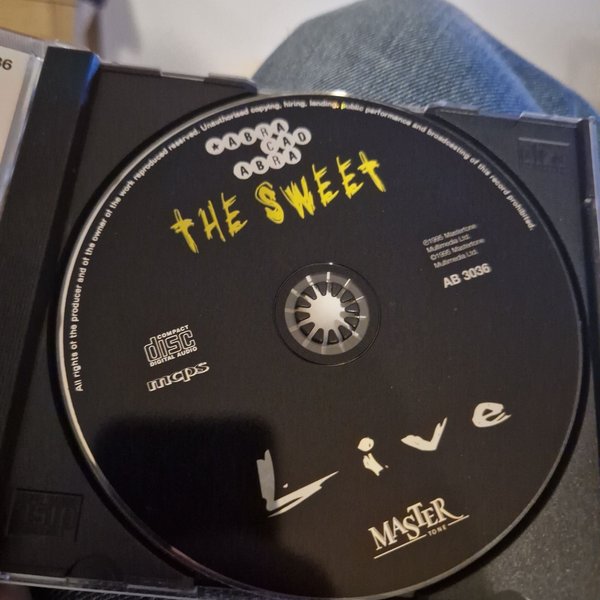 36
All rights of the producer and of the owner of the work reproduced reserved. Unauthorised copying, hiring, lending, public performance and broadcasting of this record prohibited.
ABRA
CAD
ABRA
THE SWEET
℗1995 Mastertone
Multimedia Ltd.
©1995 Mastertone
Multimedia Ltd.
AB 3036
COMPACT
disc
DIGITAL AUDIO
mcps
Live
MASTER
TONE